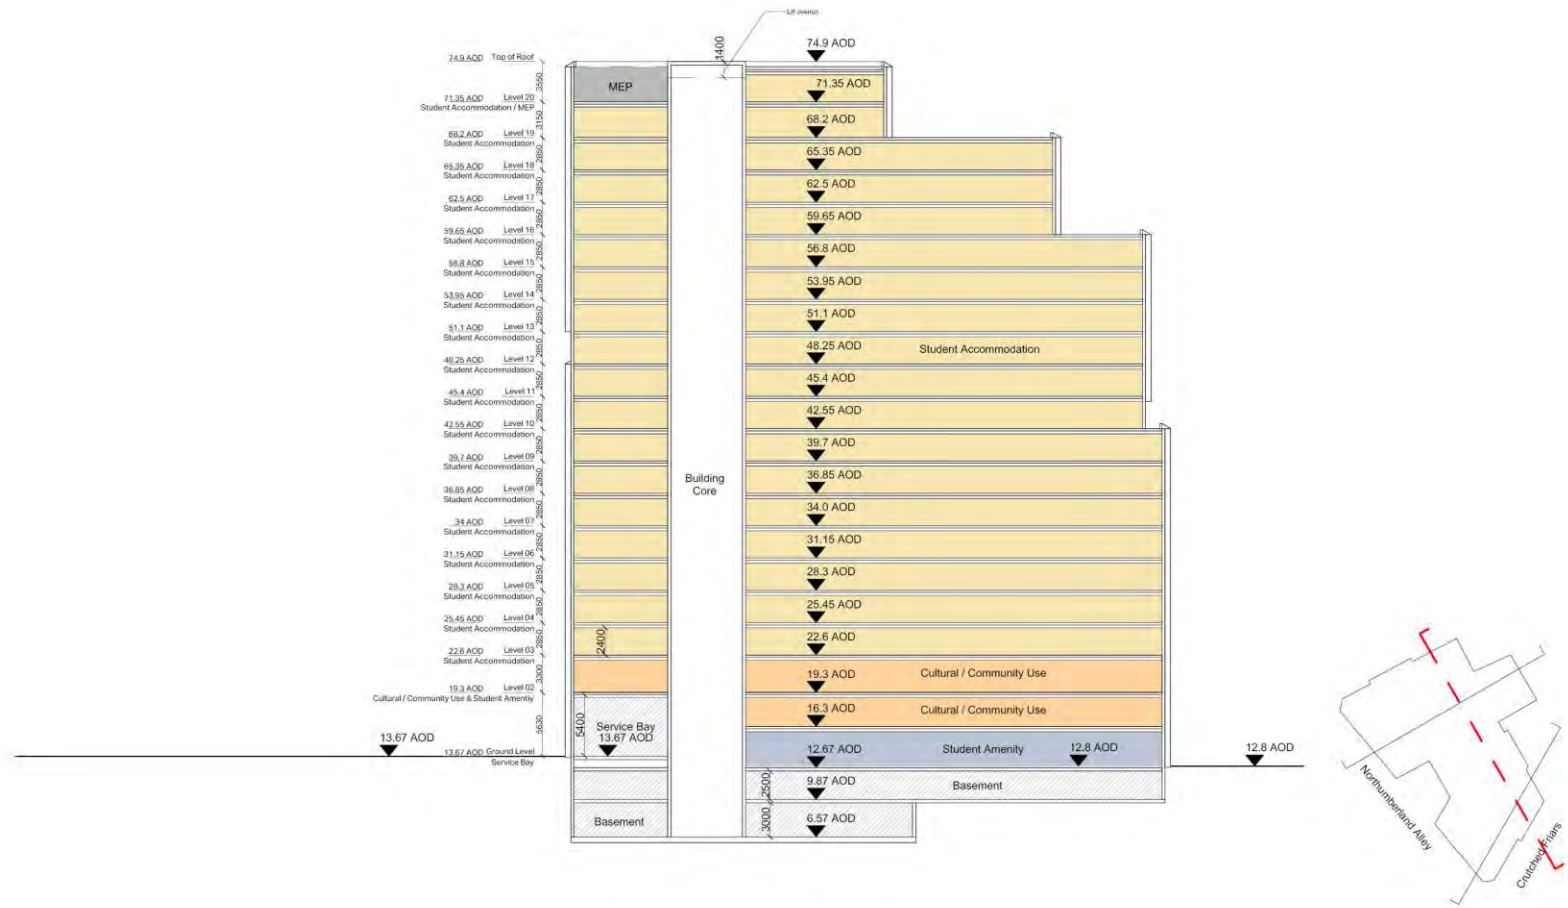 Lift overrun
1400
74.9 AOD
74.9 AOD Top of Roof
3550
MEP
71.35 AOD
71.35 AOD Level 20
Student Accommodation / MEP
3150
68.2 AOD
68.2 AOD Level 19
Student Accommodation
2850
65.35 AOD
65.35 AOD Level 18
Student Accommodation
2850
62.5 AOD
62.5 AOD Level 17
Student Accommodation
2850
59.65 AOD
59.65 AOD Level 16
Student Accommodation
2850
56.8 AOD
56.8 AOD Level 15
Student Accommodation
2850
53.95 AOD
53.95 AOD Level 14
Student Accommodation
2850
51.1 AOD
51.1 AOD Level 13
Student Accommodation
2850
48.25 AOD
Student Accommodation
48.25 AOD Level 12
Student Accommodation
2850
45.4 AOD
45.4 AOD Level 11
Student Accommodation
2850
42.55 AOD
42.55 AOD Level 10
Student Accommodation
2850
39.7 AOD
39.7 AOD Level 09
Student Accommodation
2850
36.85 AOD
Building
Core
36.85 AOD Level 08
Student Accommodation
2850
34.0 AOD
34 AOD Level 07
Student Accommodation
2850
31.15 AOD
31.15 AOD Level 06
Student Accommodation
2850
28.3 AOD
28.3 AOD Level 05
Student Accommodation
2850
25.45 AOD
25.45 AOD Level 04
Student Accommodation
2850
2400
22.6 AOD
22.6 AOD Level 03
Student Accommodation
3300
19.3 AOD
Cultural / Community Use
19.3 AOD Level 02
Cultural / Community Use & Student Amentiy
5630
5400
16.3 AOD
Cultural / Community Use
Service Bay
13.67 AOD
13.67 AOD
13.67 AOD Ground Level
Service Bay
12.67 AOD
Student Amenity
12.8 AOD
12.8 AOD
2500
9.87 AOD
Basement
3000
Basement
6.57 AOD
Northumberland Alley
Crutched Friars